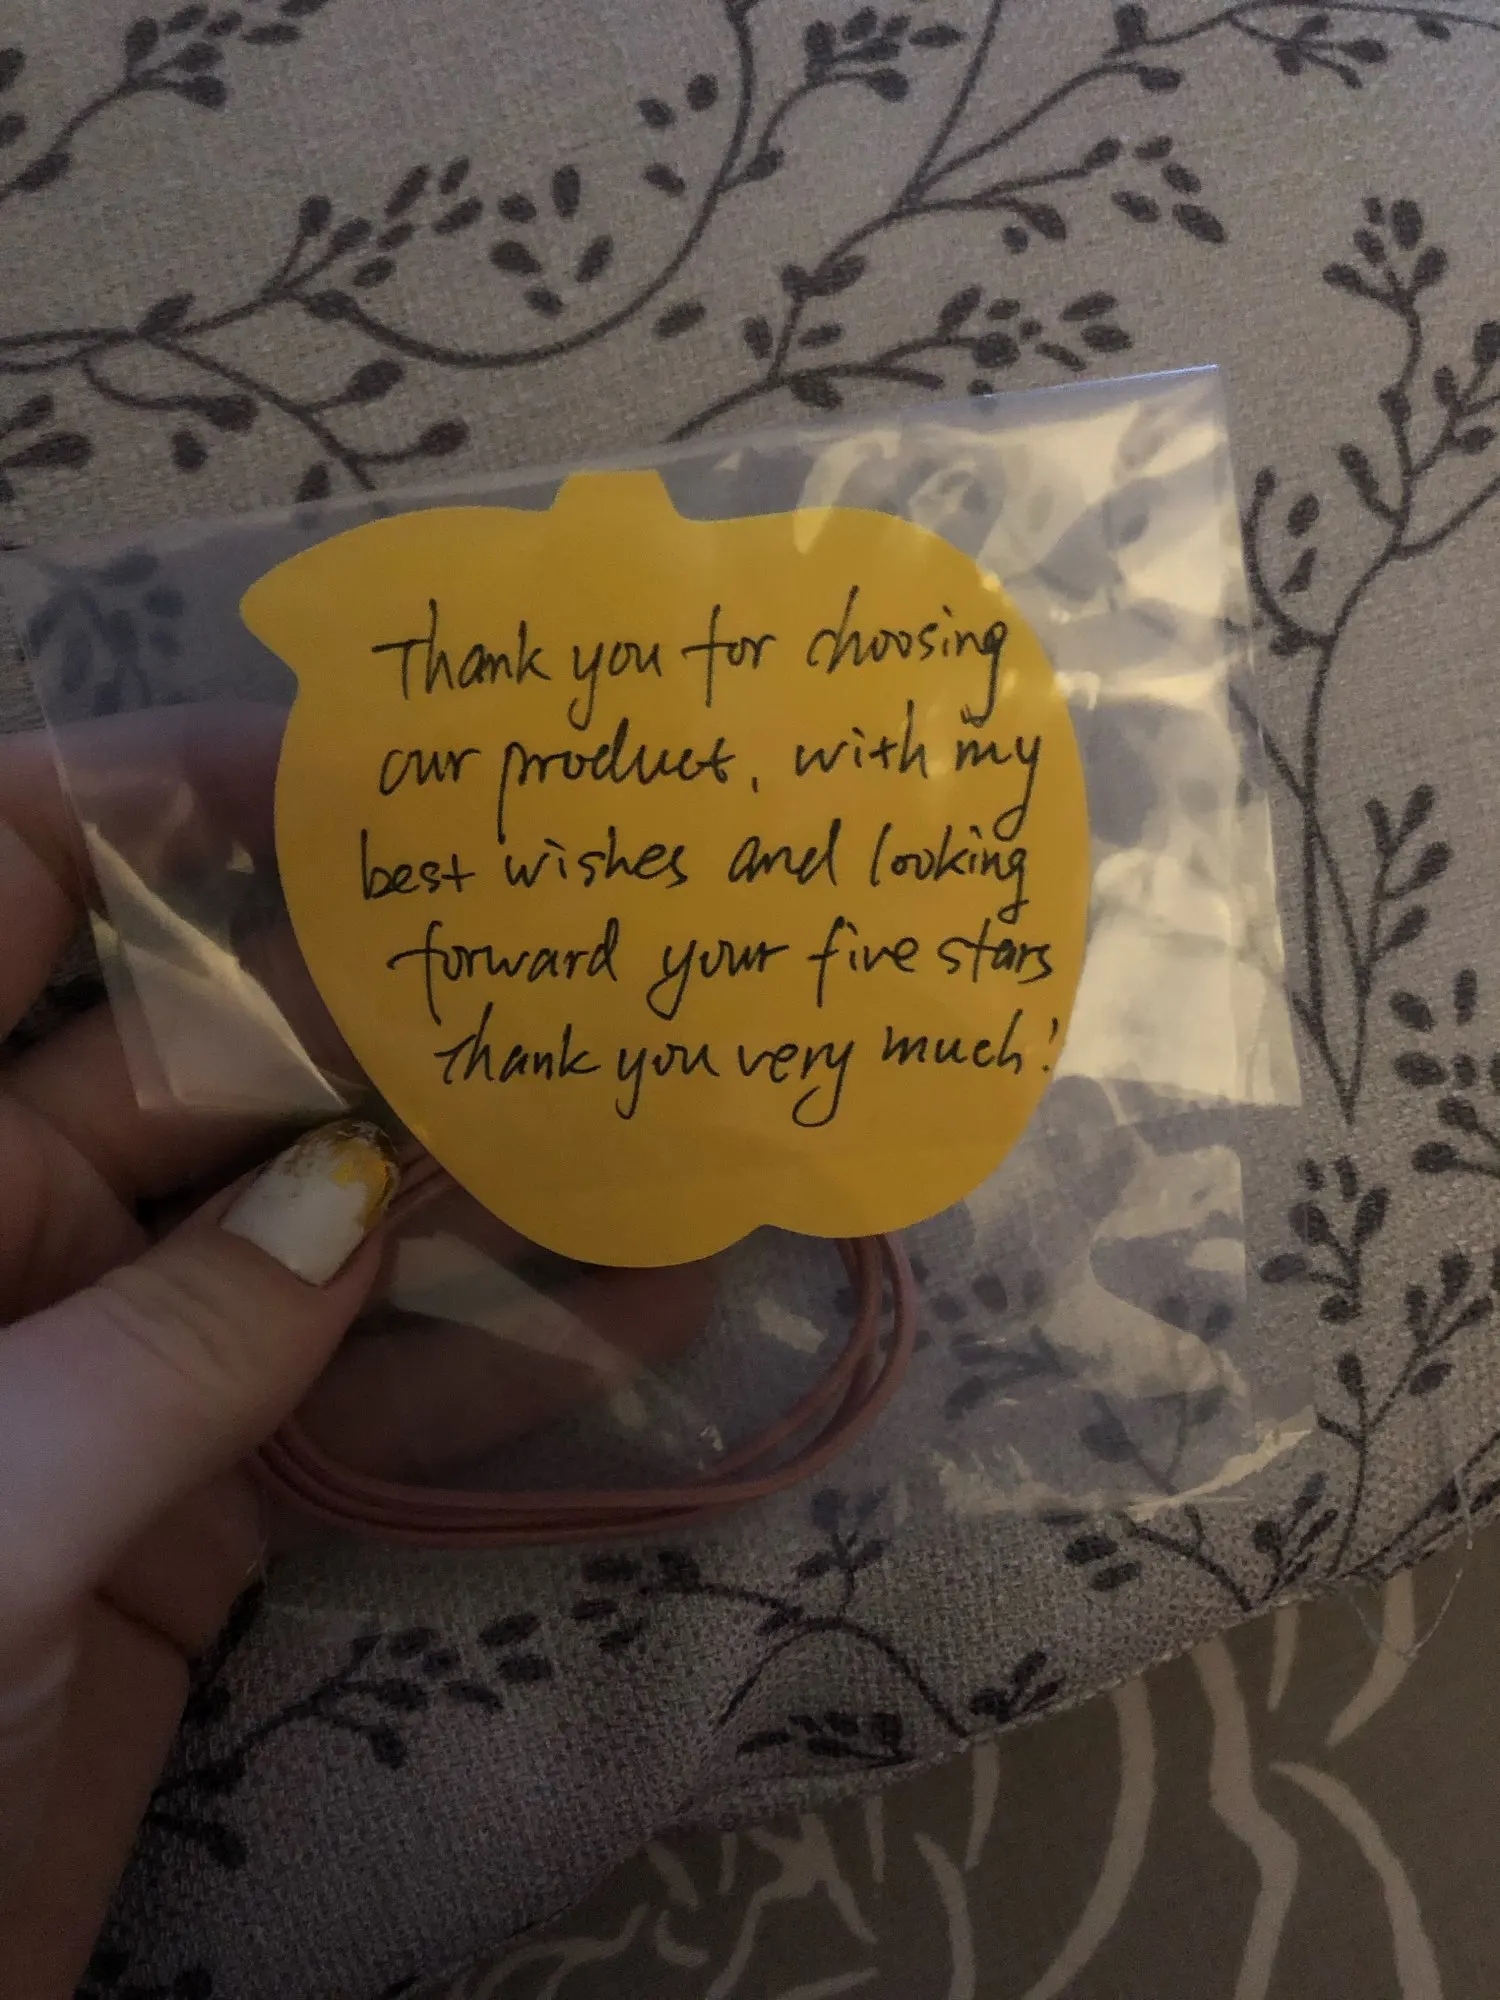 Thank you for choosing
our product, with my
best wishes and looking
forward your five stars
Thank you very much!